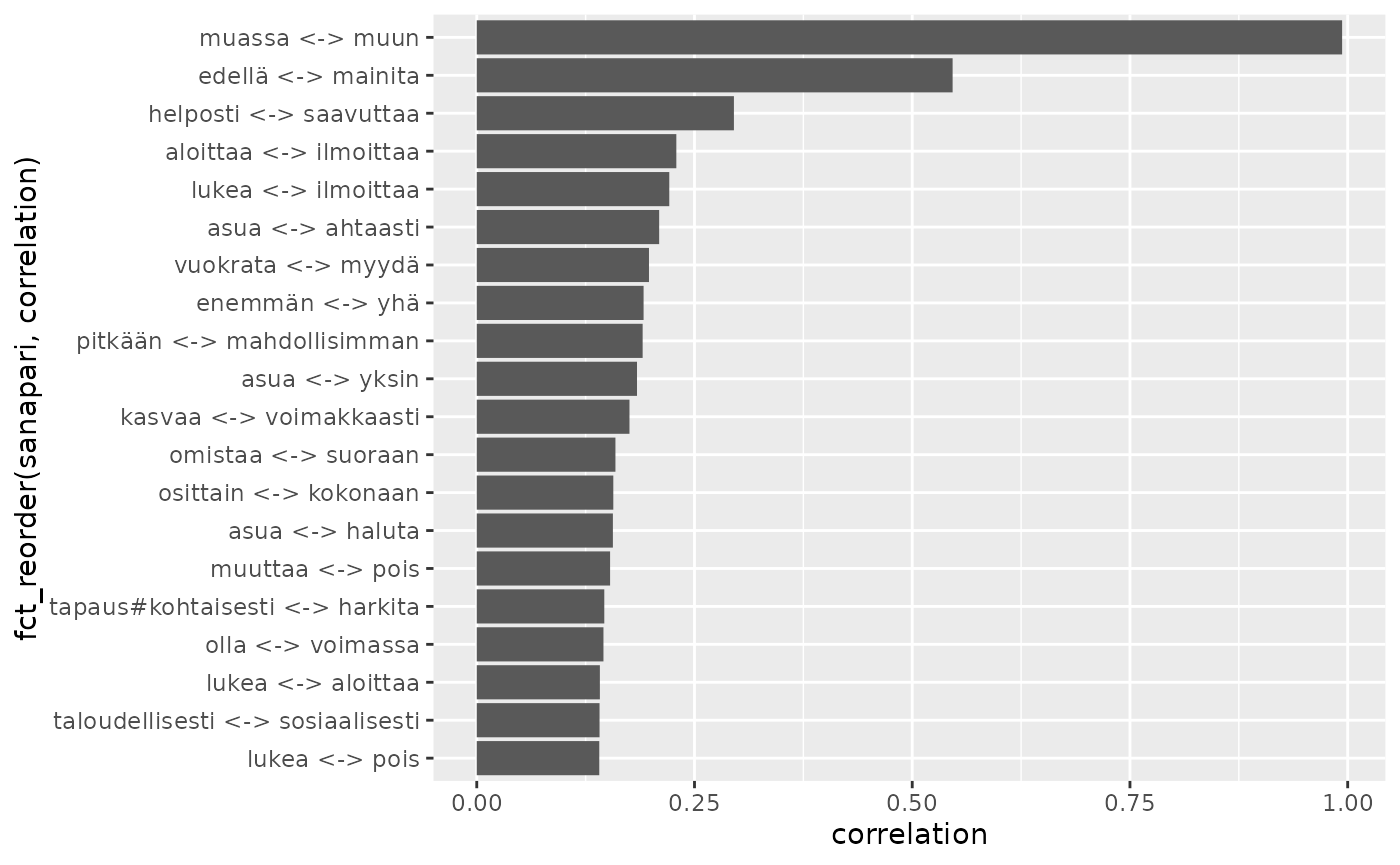 fct_reorder(sanapari, correlation)
muassa <-> muun
edellä <-> mainita
helposti <-> saavuttaa
aloittaa <-> ilmoittaa
lukea <-> ilmoittaa
asua <-> ahtaasti
vuokrata <-> myydä
enemmän <-> yhä
pitkään <-> mahdollisimman
asua <-> yksin
kasvaa <-> voimakkaasti
omistaa <-> suoraan
osittain <-> kokonaan
asua <-> haluta
muuttaa <-> pois
tapaus#kohtaisesti <-> harkita
olla <-> voimassa
lukea <-> aloittaa
taloudellisesti <-> sosiaalisesti
lukea <-> pois
0.00 0.25 0.50 0.75 1.00
correlation